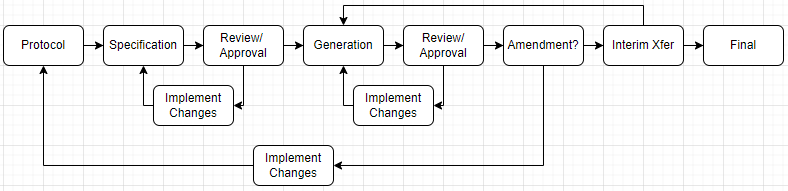 Protocol
Specification
Review/
Approval
Generation
Review/
Approval
Amendment?
Interim Xfer
Final
Implement
Changes
Implement
Changes
Implement
Changes